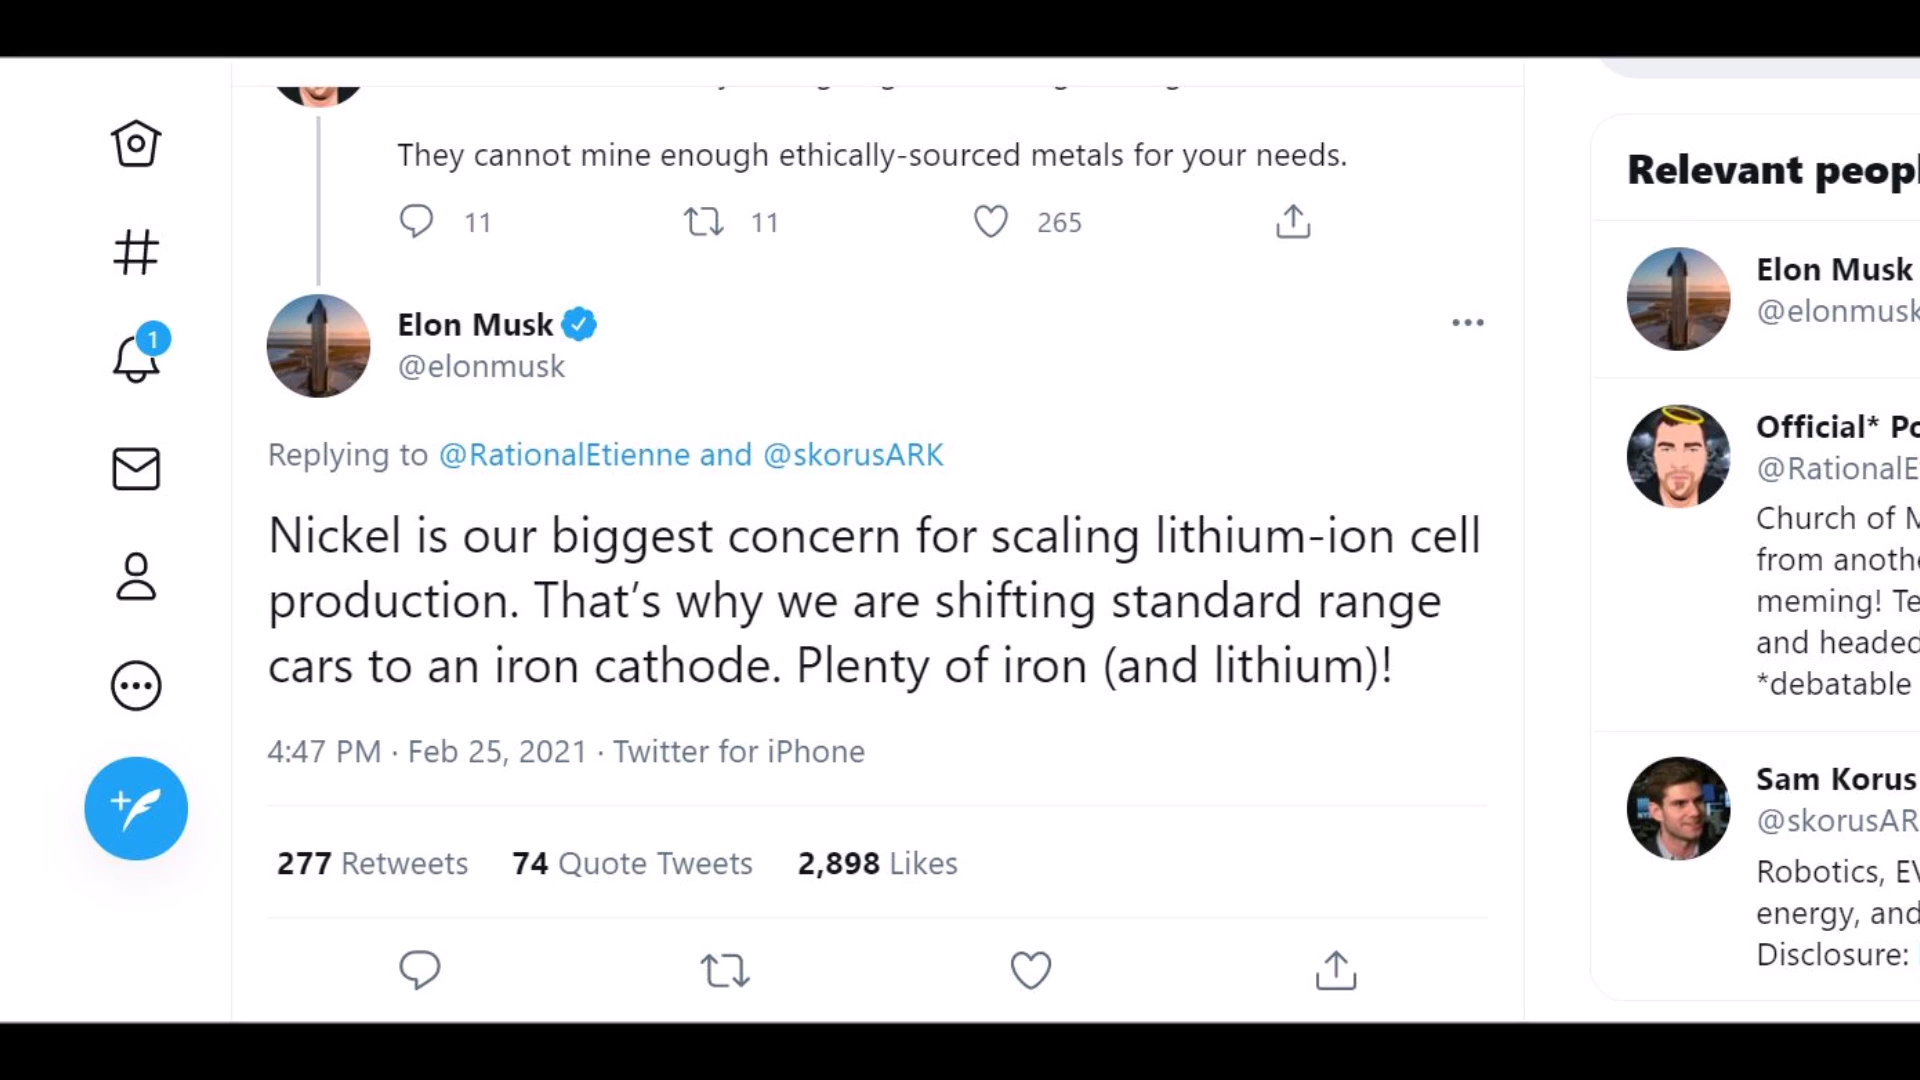 They cannot mine enough ethically-sourced metals for your needs.
11 11 265
Elon Musk
@elonmusk
Replying to @RationalEtienne and @skorusARK
Nickel is our biggest concern for scaling lithium-ion cell
production. That’s why we are shifting standard range
cars to an iron cathode. Plenty of iron (and lithium)!
4:47 PM · Feb 25, 2021 · Twitter for iPhone
277 Retweets 74 Quote Tweets 2,898 Likes
1
Relevant peopl
Elon Musk
@elonmusk
Official* Po
@RationalE
Church of M
from anothe
meming! Te
and headed
*debatable
Sam Korus
@skorusAR
Robotics, EV
energy, and
Disclosure: